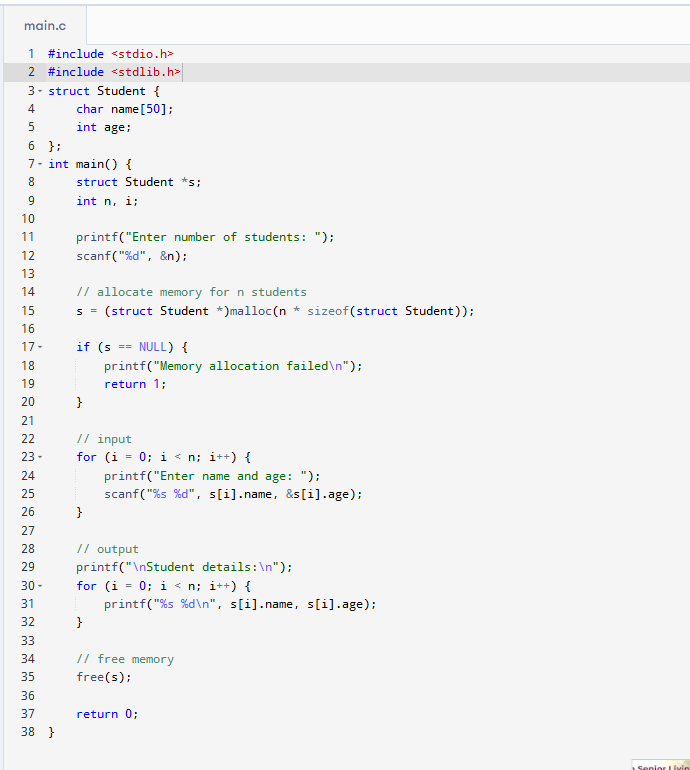 main.c
1 #include <stdio.h>
2 #include <stdlib.h>
3 struct Student {
4 char name[50];
5 int age;
6 };
7 int main() {
8 struct Student *s;
9 int n, i;
10
11 printf("Enter number of students: ");
12 scanf("%d", &n);
13
14 // allocate memory for n students
15 s = (struct Student *)malloc(n * sizeof(struct Student));
16
17 if (s == NULL) {
18 printf("Memory allocation failed\n");
19 return 1;
20 }
21
22 // input
23 for (i = 0; i < n; i++) {
24 printf("Enter name and age: ");
25 scanf("%s %d", s[i].name, &s[i].age);
26 }
27
28 // output
29 printf("\nStudent details:\n");
30 for (i = 0; i < n; i++) {
31 printf("%s %d\n", s[i].name, s[i].age);
32 }
33
34 // free memory
35 free(s);
36
37 return 0;
38 }
Senior